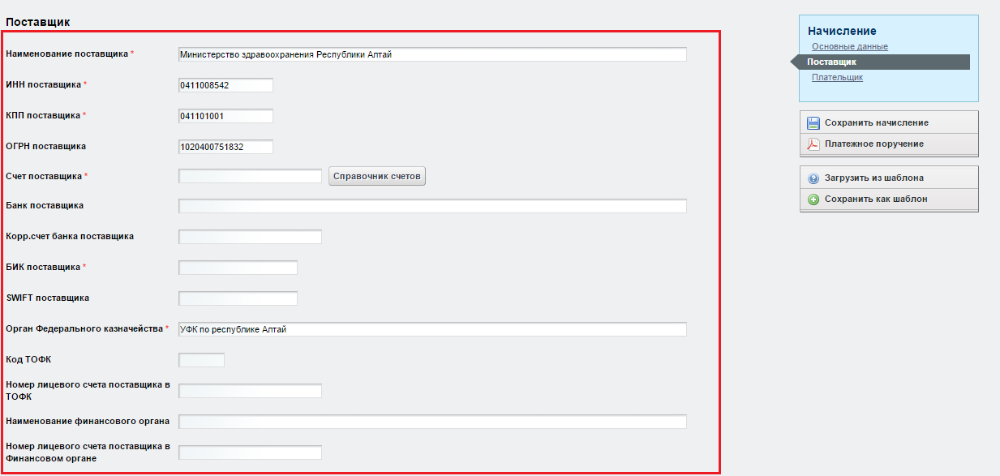 Поставщик
Наименование поставщика *
Министерство здравоохранения Республики Алтай
ИНН поставщика *
0411008542
КПП поставщика *
041101001
ОГРН поставщика
1020400751832
Счет поставщика *
Справочник счетов
Банк поставщика
Корр.счет банка поставщика
БИК поставщика *
SWIFT поставщика
Орган Федерального казначейства *
УФК по республике Алтай
Код ТОФК
Номер лицевого счета поставщика в
ТОФК
Наименование финансового органа
Номер лицевого счета поставщика в
Финансовом органе
Начисление
Основные данные
Поставщик
Плательщик
Сохранить начисление
Платежное поручение
Загрузить из шаблона
Сохранить как шаблон